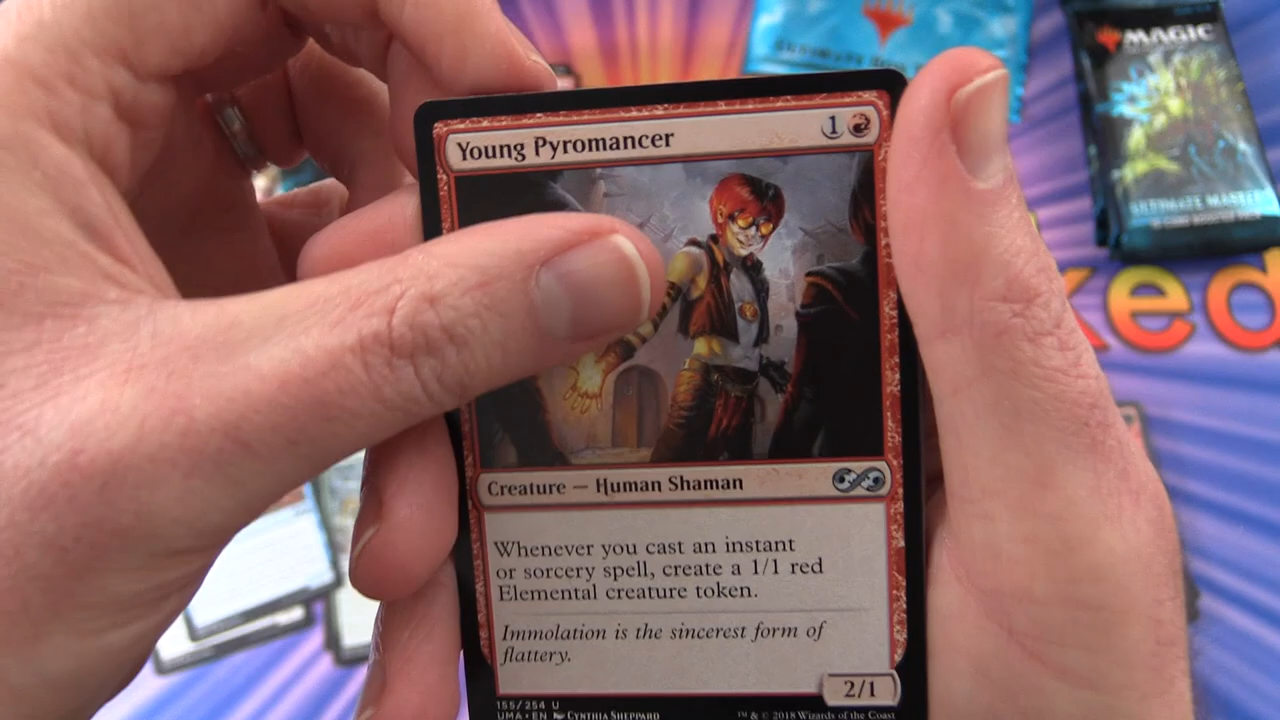 MAGIC
ULTIMATE MASTERS
ked
Young Pyromancer
1
Creature — Human Shaman
Whenever you cast an instant
or sorcery spell, create a 1/1 red
Elemental creature token.
Immolation is the sincerest form of
flattery.
2/1
155/254 U
UMA • EN Cynthia Sheppard
™ & © 2018 Wizards of the Coast